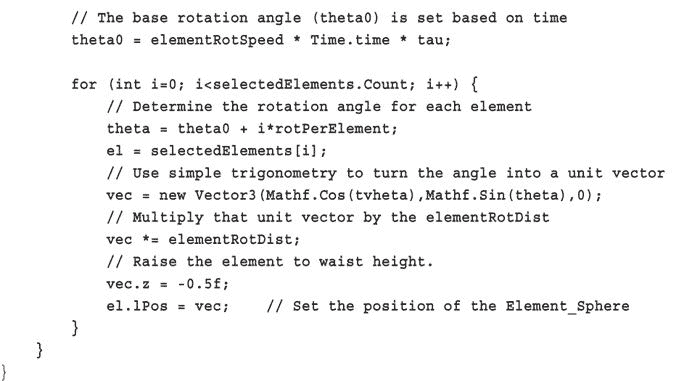 // The base rotation angle (theta0) is set based on time
theta0 = elementRotSpeed * Time.time * tau;
for (int i=0; i<selectedElements.Count; i++) {
// Determine the rotation angle for each element
theta = theta0 + i*rotPerElement;
el = selectedElements[i];
// Use simple trigonometry to turn the angle into a unit vector
vec = new Vector3(Mathf.Cos(tvheta),Mathf.Sin(theta),0);
// Multiply that unit vector by the elementRotDist
vec *= elementRotDist;
// Raise the element to waist height.
vec.z = -0.5f;
el.lPos = vec;    // Set the position of the Element_Sphere
}
}
}